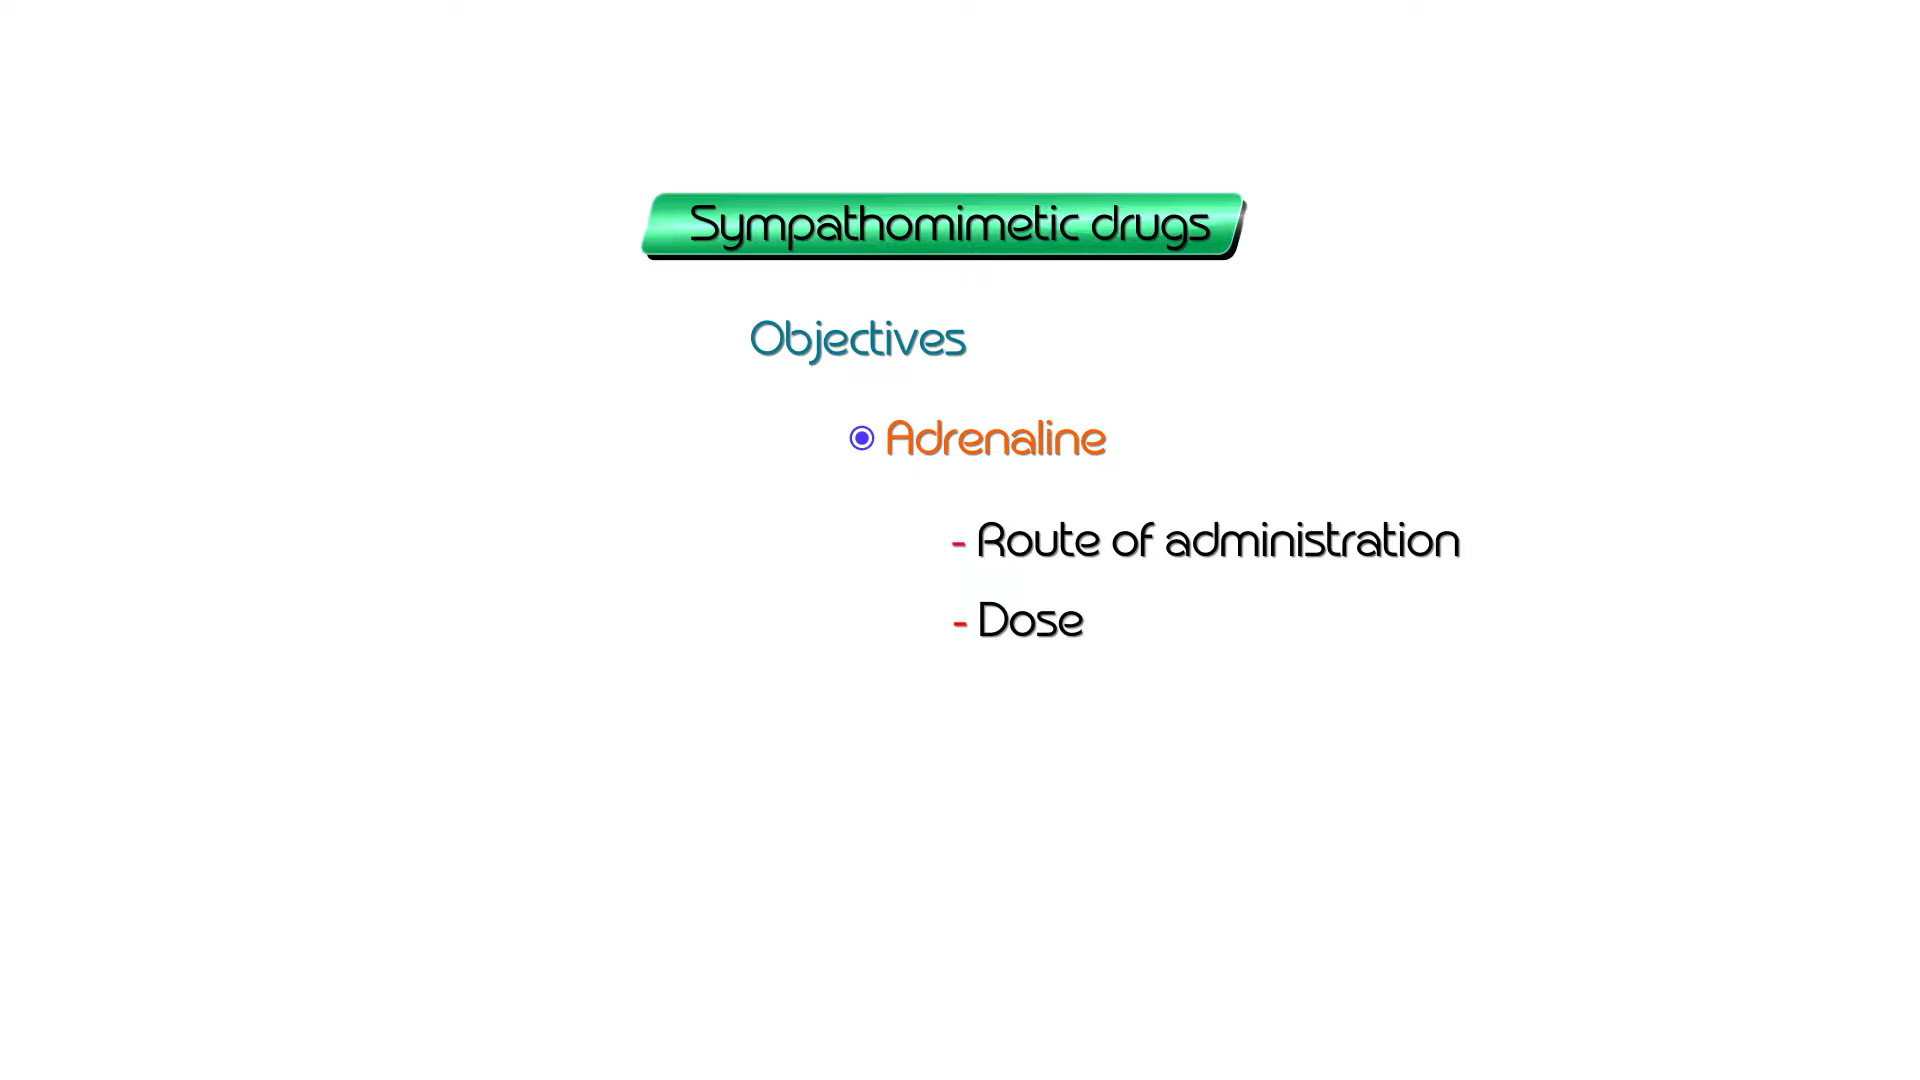 Sympathomimetic drugs
Objectives
Adrenaline
- Route of administration
- Dose